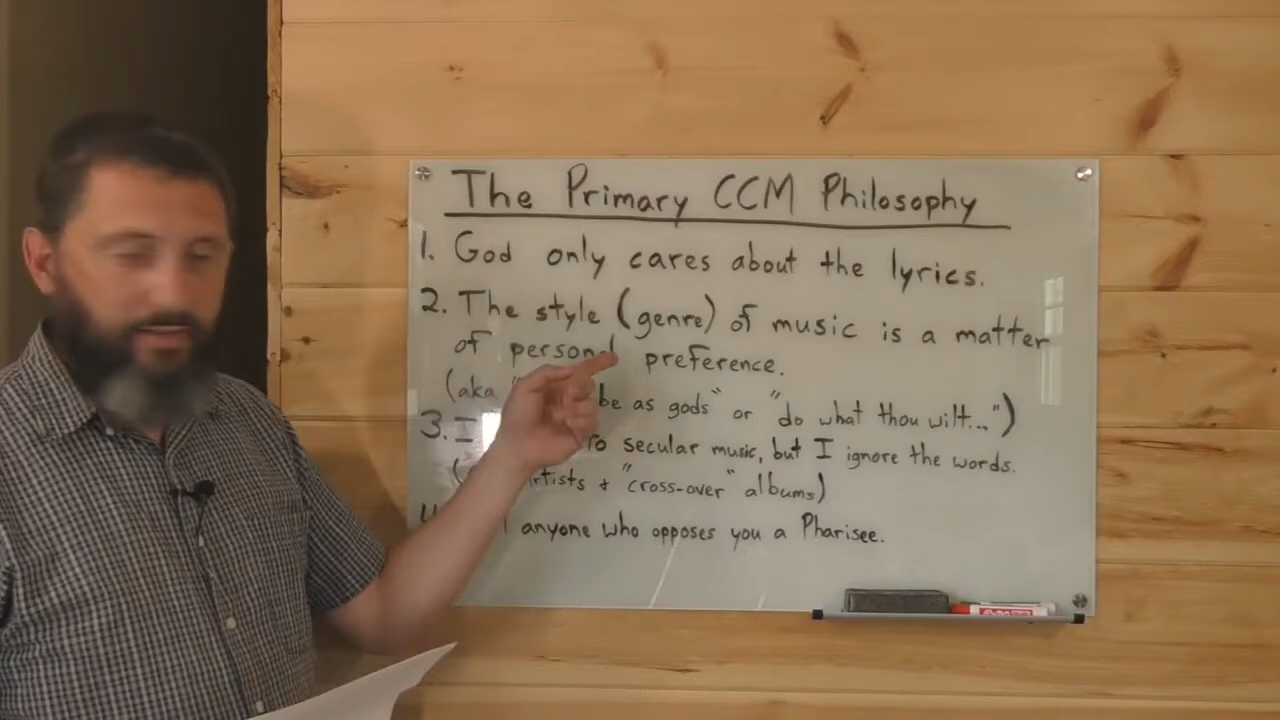 The Primary CCM Philosophy
1. God only cares about the lyrics.
2. The style (genre) of music is a matter
of personal preference.
(aka " be as gods" or "do what thou wilt...")
3. I to secular music, but I ignore the words.
( + "cross-over" albums)
anyone who opposes you a Pharisee.